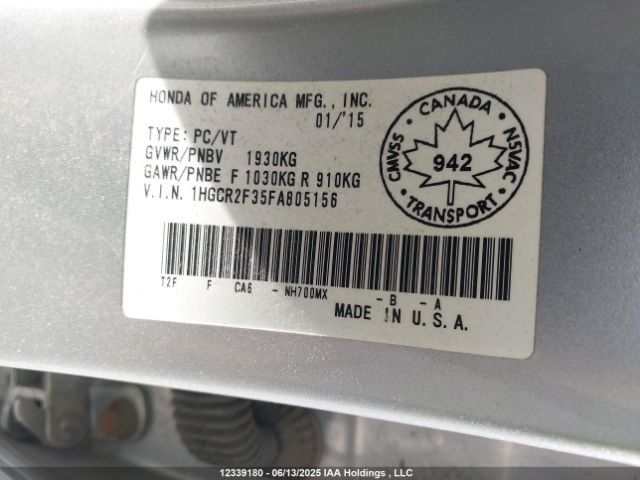 HONDA OF AMERICA MFG., INC.
01/'15
TYPE: PC/VT
GVWR/PNBV 1930KG
GAWR/PNBE F 1030KG R 910KG
V.I.N. 1HGCR2F35FA805156
CANADA
CMVSS 942 NSVAC
TRANSPORT
T2F F CA6 - NH700MX - B - A
MADE IN U.S.A.
12339180 - 06/13/2025 IAA Holdings , LLC